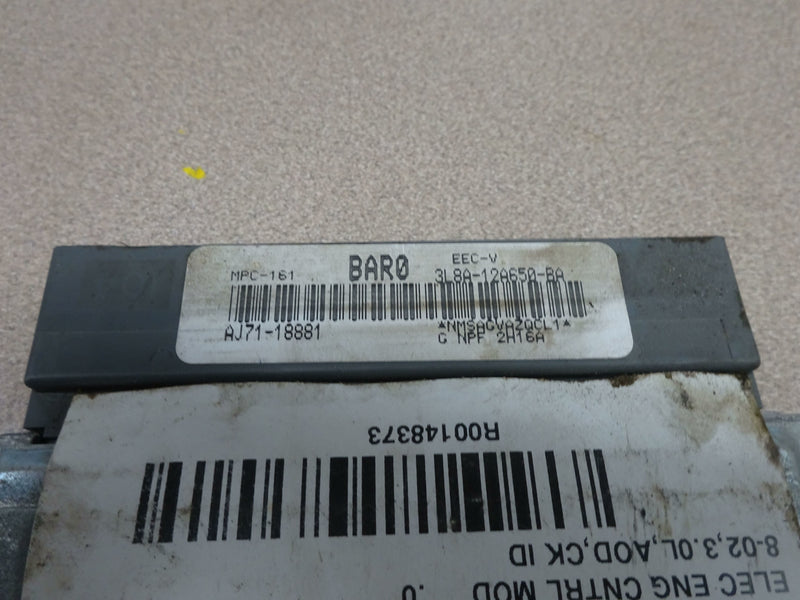 MPC-161 BAR0 EEC-V
3L8A-12A650-BA
AJ71-18881 *NMSAGVAZQCL1*
G NPF 2H16A
ELEC ENG CNTRL MOD .0
8-02,3.0L,AOD,CK ID
R00148373